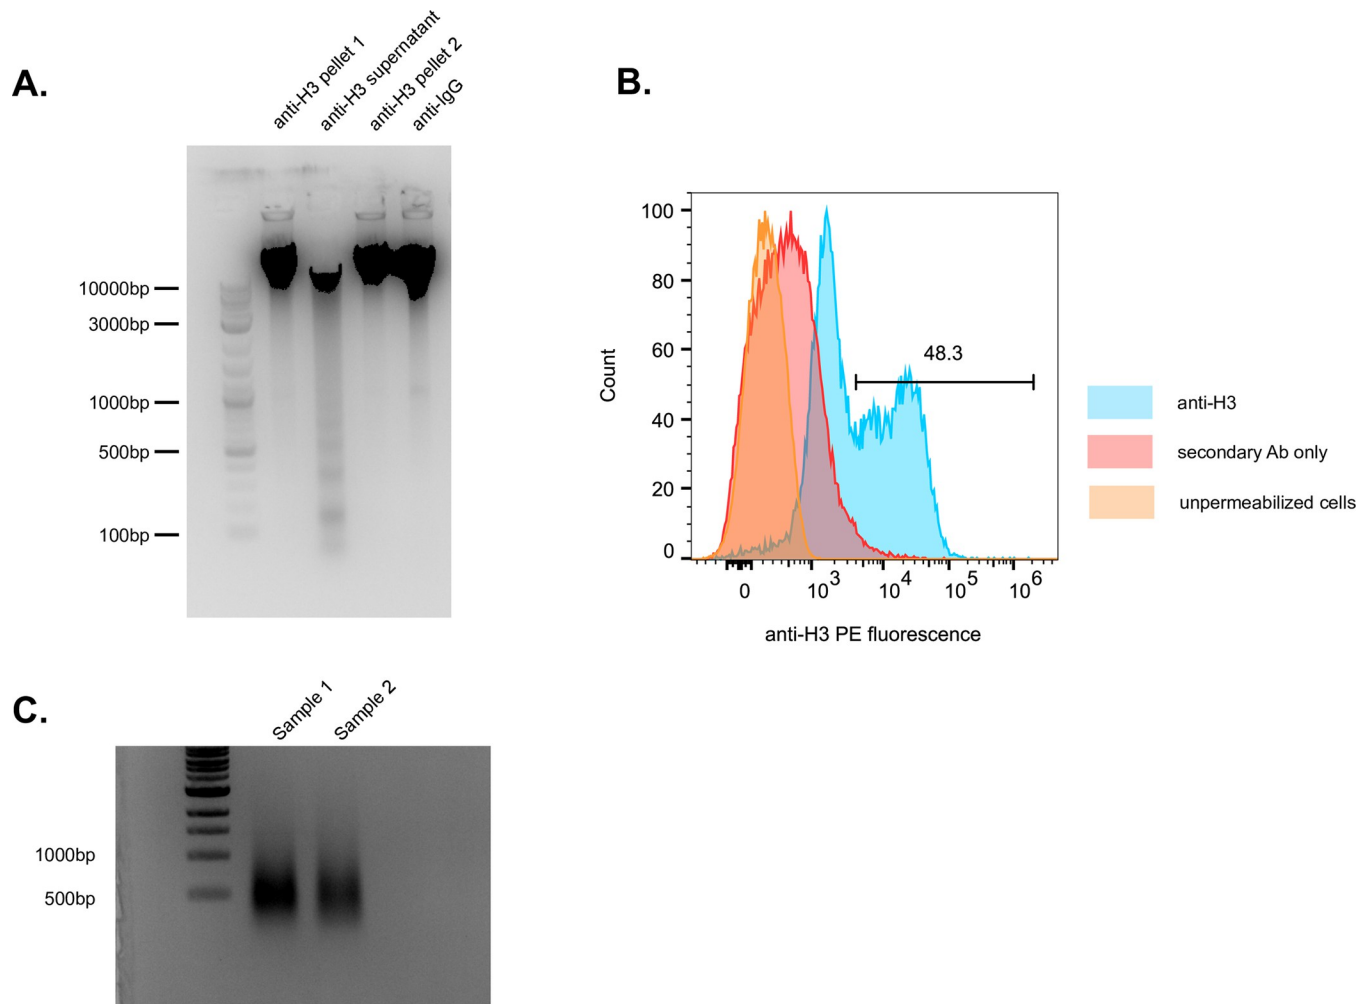 A.
anti-H3 pellet 1
anti-H3 supernatant
anti-H3 pellet 2
anti-IgG
10000bp
3000bp
1000bp
500bp
100bp
B.
100
80
60
40
20
0
Count
48.3
0 10^3 10^4 10^5 10^6
anti-H3 PE fluorescence
anti-H3
secondary Ab only
unpermeabilized cells
C.
Sample 1
Sample 2
1000bp
500bp